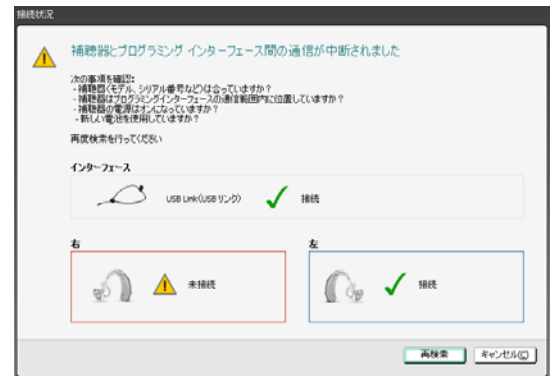 接続状況
補聴器とプログラミング インターフェース間の通信が中断されました
次の事項を確認:
- 補聴器(モデル、シリアル番号など)は合っていますか？
- 補聴器はプログラミングインターフェースの通信範囲内に位置していますか？
- 補聴器の電源はオンになっていますか？
- 新しい電池を使用していますか？
再度検索を行ってください
インターフェース
USB Link(USB リンク)
接続
右
左
未接続
接続
再検索
キャンセル(C)